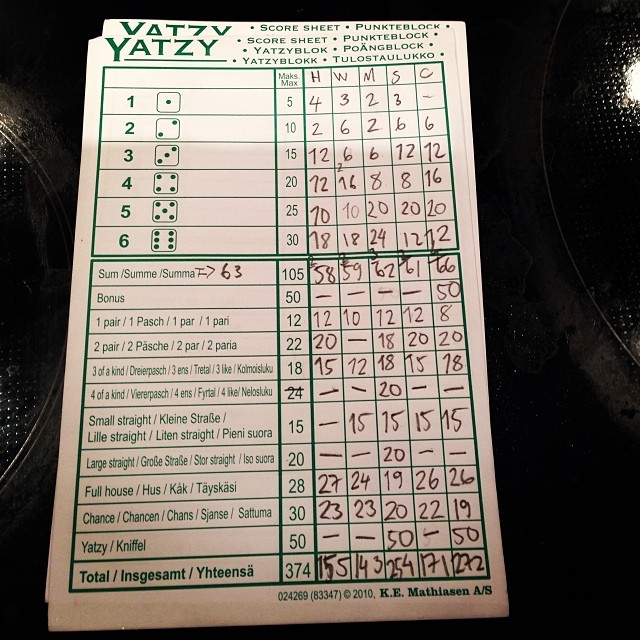 YATZY • SCORE SHEET • PUNKTEBLOCK •
YATZY • SCORE SHEET • PUNKTEBLOCK •
• YATZYBLOK • POÄNGBLOCK •
• YATZYBLOKK • TULOSTAULUKKO •
Maks. Max H W M S C
1 5 4 3 2 3 -
2 10 2 6 2 6 6
3 15 12 6 6 12 12
4 20 12 16 8 8 16
5 25 10 10 20 20 20
6 30 18 18 24 12 12
Sum /Summe /Summa => 63 105 58 59 62 61 66
Bonus 50 - - - - 50
1 pair / 1 Pasch / 1 par / 1 pari 12 12 10 12 12 8
2 pair / 2 Päsche / 2 par / 2 paria 22 20 - 18 20 20
3 of a kind / Dreierpasch / 3 ens / Tretal / 3 like / Kolmoisluku 18 15 12 18 15 18
4 of a kind / Viererpasch / 4 ens / Fyrtal / 4 like/ Nelosluku 24 - - 20 - -
Small straight / Kleine Straße /
Lille straight / Liten straight / Pieni suora 15 - 15 15 15 15
Large straight / Große Straße / Stor straight / Iso suora 20 - - 20 - -
Full house / Hus / Kåk / Täyskäsi 28 27 24 19 26 26
Chance / Chancen / Chans / Sjanse / Sattuma 30 23 23 20 22 19
Yatzy / Kniffel 50 - - 50 - 50
Total / Insgesamt / Yhteensä 374 155 143 254 171 272
024269 (83347) © 2010, K.E. Mathiasen A/S